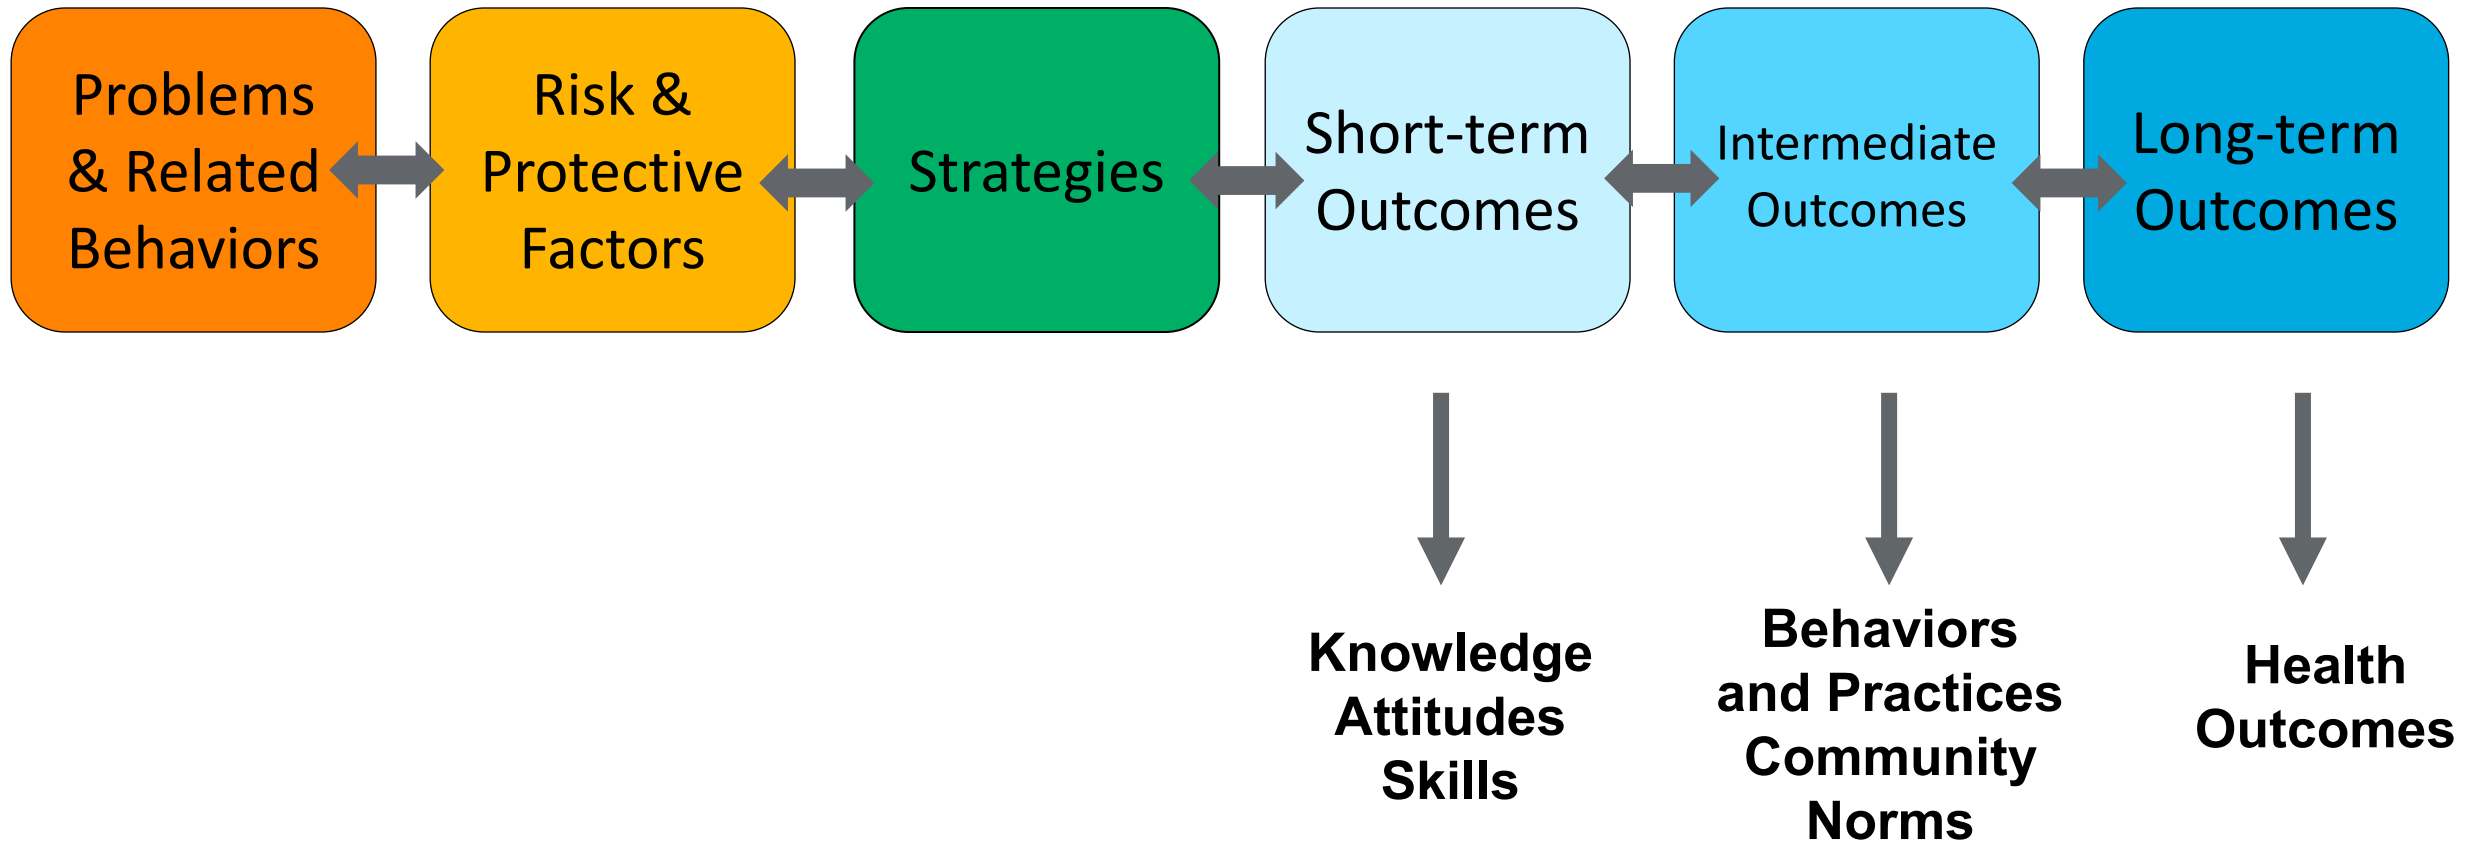 Problems
& Related
Behaviors
Risk &
Protective
Factors
Strategies
Short-term
Outcomes
Intermediate
Outcomes
Long-term
Outcomes
Knowledge
Attitudes
Skills
Behaviors
and Practices
Community
Norms
Health
Outcomes